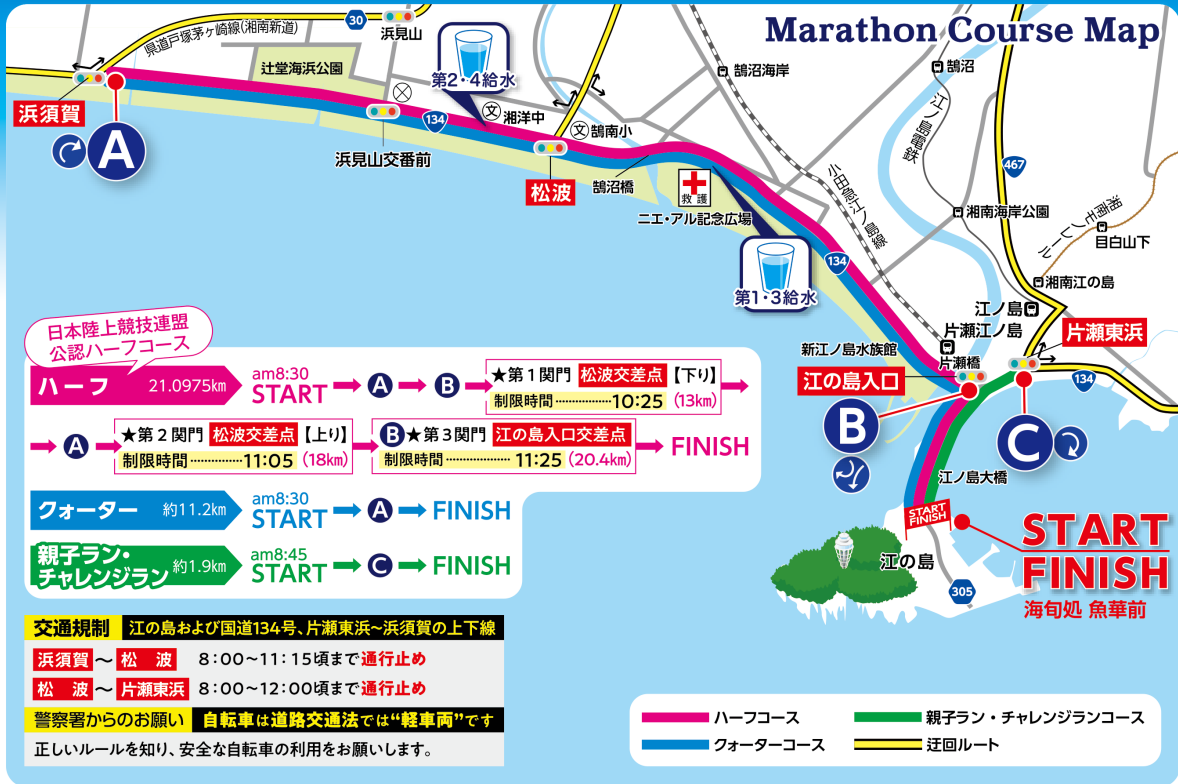 Marathon Course Map
県道戸塚茅ヶ崎線(湘南新道)
30
浜見山
辻堂海浜公園
第2・4給水
浜須賀
A
浜見山交番前
134
文
湘洋中
文
鵠南小
松波
鵠沼橋
救護
ニエ・アル記念広場
第1・3給水
鵠沼海岸
鵠沼
江ノ島電鉄
467
小田急江ノ島線
湘南海岸公園
湘南モノレール
目白山下
134
湘南江の島
江ノ島
片瀬江ノ島
片瀬東浜
新江ノ島水族館
片瀬橋
江の島入口
134
B
C
江ノ島大橋
START
FINISH
江の島
305
START
FINISH
海旬処 魚華前
日本陸上競技連盟
公認ハーフコース
ハーフ 21.0975km
am8:30
START
A
B
★第1関門 松波交差点【下り】
制限時間 ............... 10:25 (13km)
A
★第2関門 松波交差点【上り】
制限時間 ............... 11:05 (18km)
B★第3関門 江の島入口交差点
制限時間 ............... 11:25 (20.4km)
FINISH
クォーター 約11.2km
am8:30
START
A
FINISH
親子ラン・
チャレンジラン 約1.9km
am8:45
START
C
FINISH
交通規制 江の島および国道134号、片瀬東浜~浜須賀の上下線
浜須賀~松 波 8:00~11:15頃まで通行止め
松 波~片瀬東浜 8:00~12:00頃まで通行止め
警察署からのお願い 自転車は道路交通法では“軽車両”です
正しいルールを知り、安全な自転車の利用をお願いします。
ハーフコース
親子ラン・チャレンジランコース
クォーターコース
迂回ルート